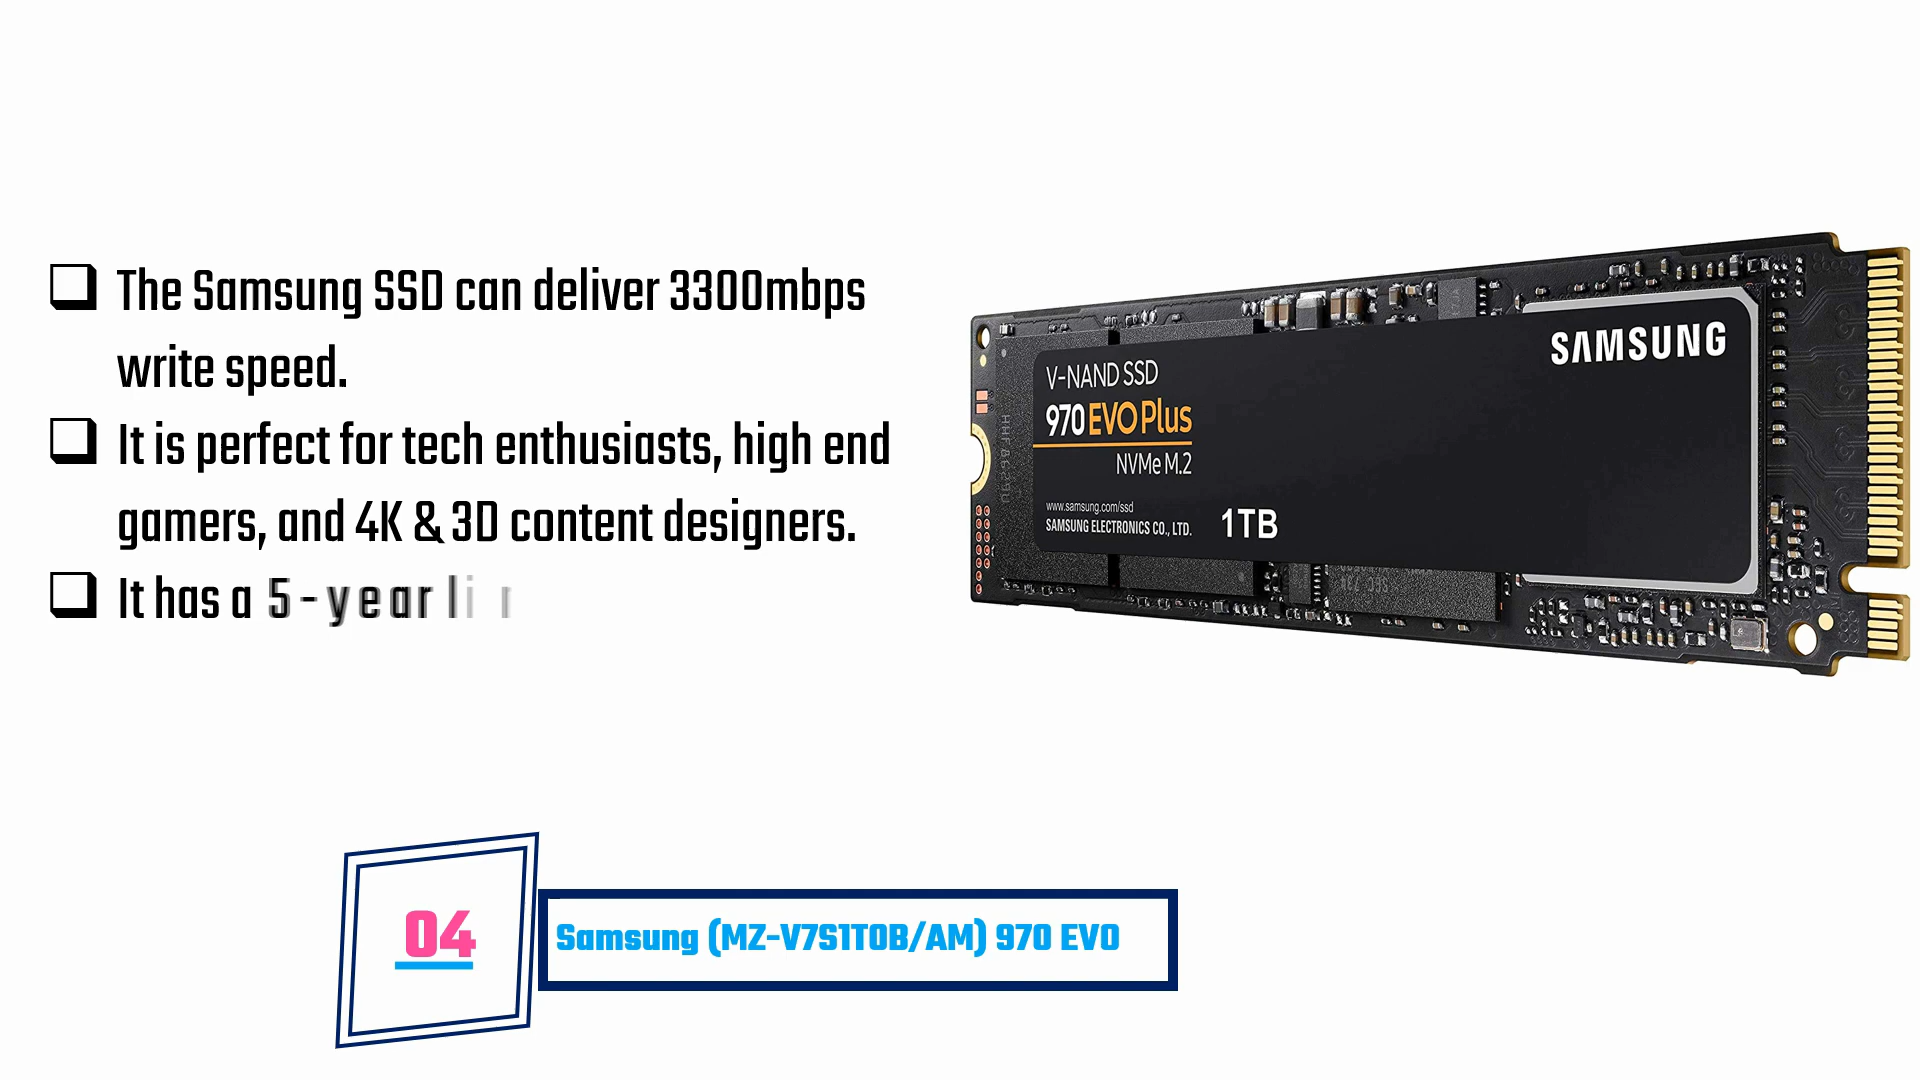 The Samsung SSD can deliver 3300mbps
write speed.
It is perfect for tech enthusiasts, high end
gamers, and 4K & 3D content designers.
It has a 5-year li
SAMSUNG
V-NAND SSD
970 EVO Plus
NVMe M.2
www.samsung.com/ssd
SAMSUNG ELECTRONICS CO., LTD.
1TB
04
Samsung (MZ-V7S1T0B/AM) 970 EVO